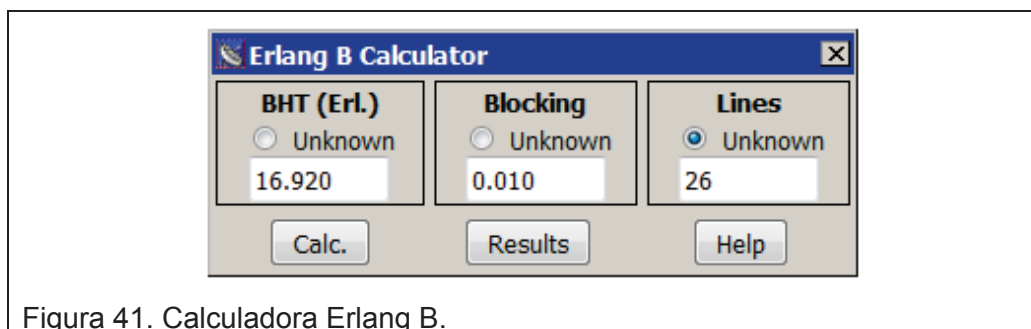 Erlang B Calculator
BHT (Erl.) Blocking Lines
Unknown Unknown Unknown
16.920 0.010 26
Calc. Results Help
Figura 41. Calculadora Erlang B.